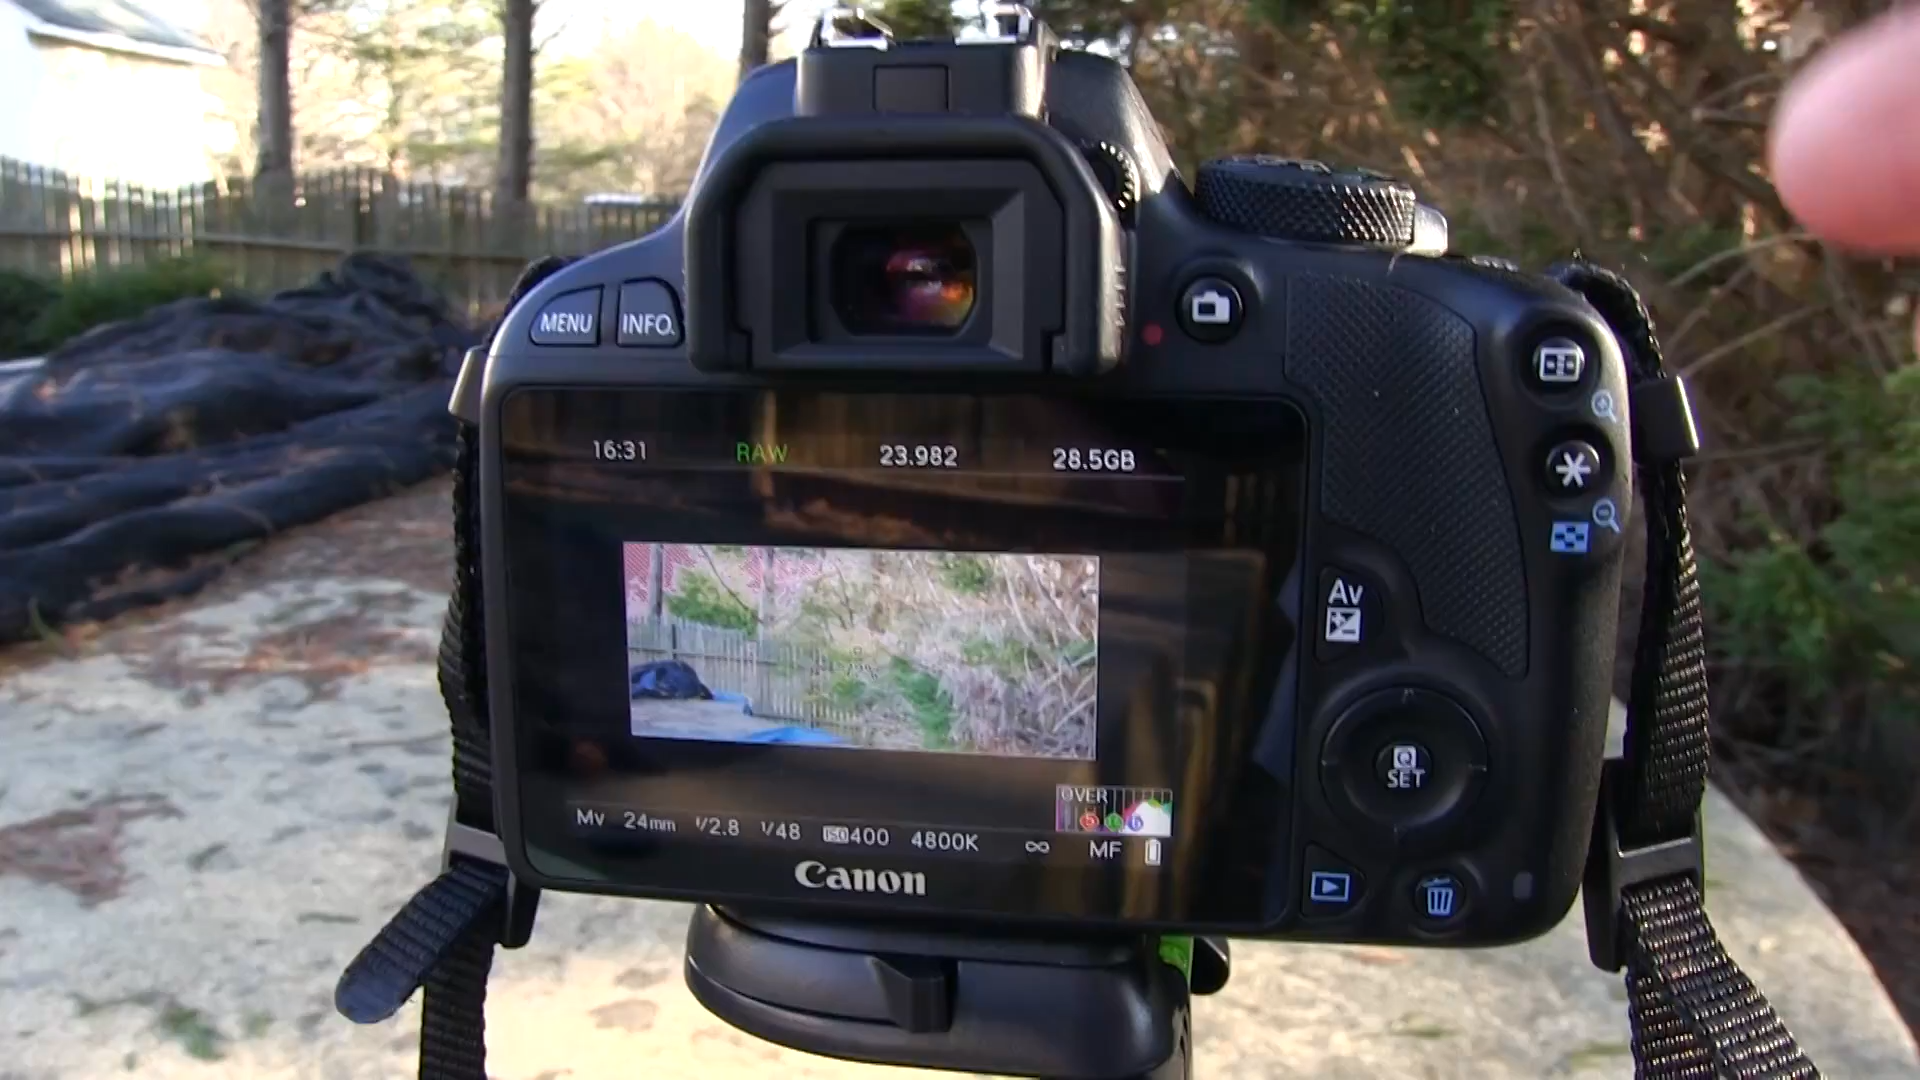 MENU INFO.
16:31 RAW 23.982 28.5GB
Av
Q
SET
OVER
Mv 24mm f/2.8 1/48 ISO400 4800K ∞ MF
Canon